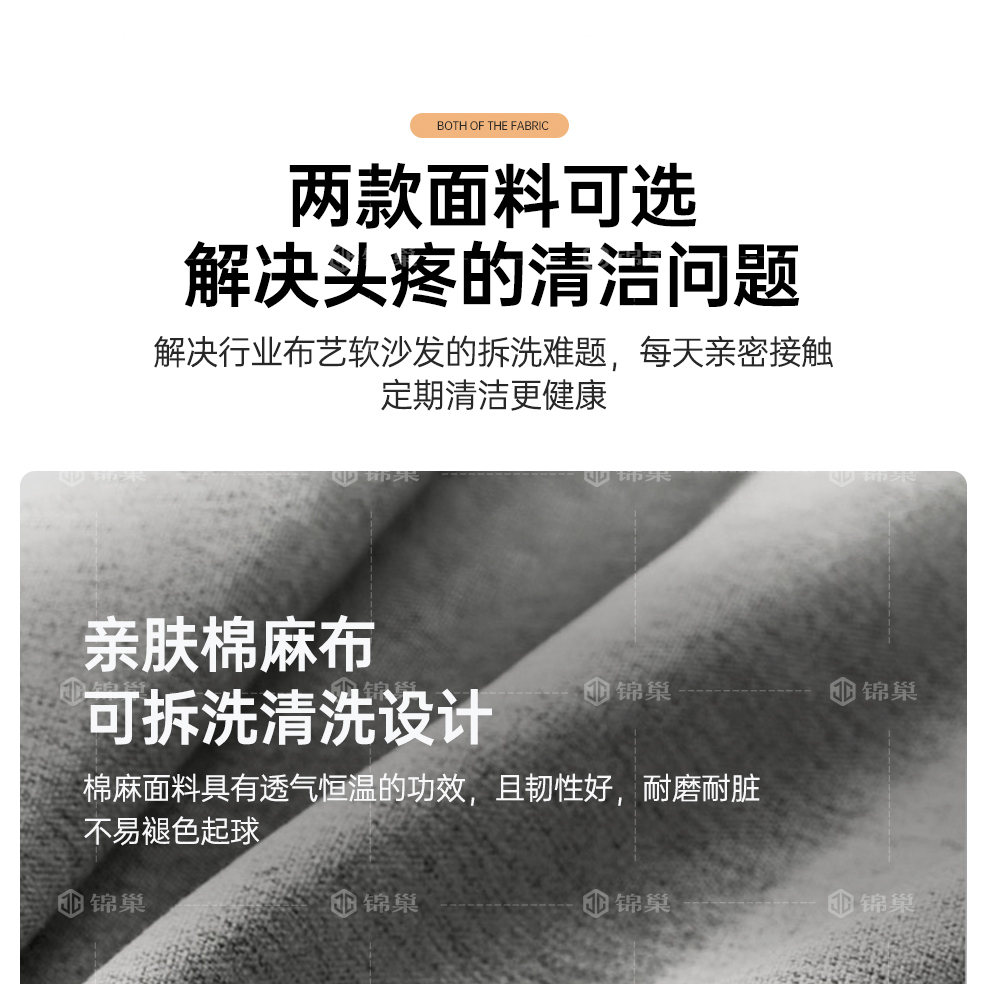 BOTH OF THE FABRIC
两款面料可选
解决头疼的清洁问题
解决行业布艺软沙发的拆洗难题，每天亲密接触
定期清洁更健康
锦巢 锦巢 锦巢 锦巢
亲肤棉麻布
锦巢 锦巢 锦巢 锦巢
可拆洗清洗设计
棉麻面料具有透气恒温的功效，且韧性好，耐磨耐脏
不易褪色起球
锦巢 锦巢 锦巢 锦巢